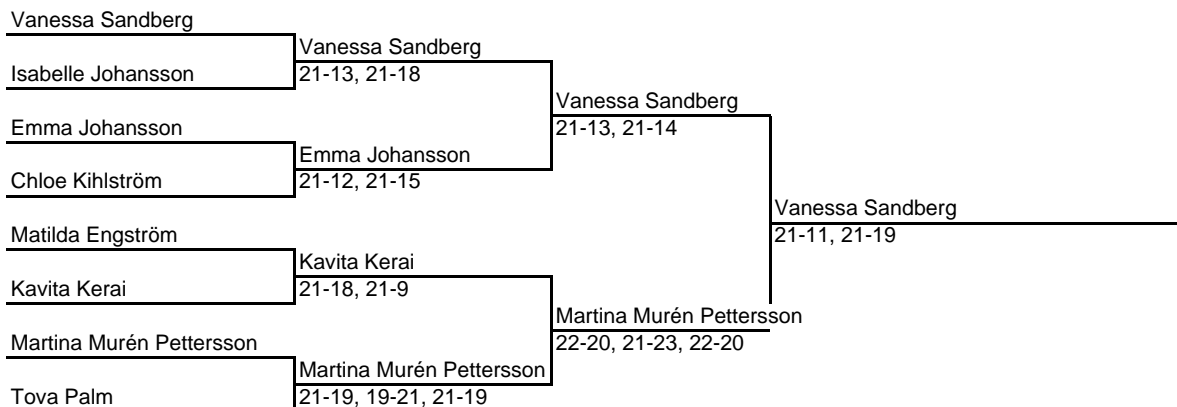 Vanessa Sandberg
Vanessa Sandberg
Isabelle Johansson
21-13, 21-18
Vanessa Sandberg
Emma Johansson
21-13, 21-14
Emma Johansson
Chloe Kihlström
21-12, 21-15
Vanessa Sandberg
Matilda Engström
21-11, 21-19
Kavita Kerai
Kavita Kerai
21-18, 21-9
Martina Murén Pettersson
Martina Murén Pettersson
22-20, 21-23, 22-20
Martina Murén Pettersson
Tova Palm
21-19, 19-21, 21-19